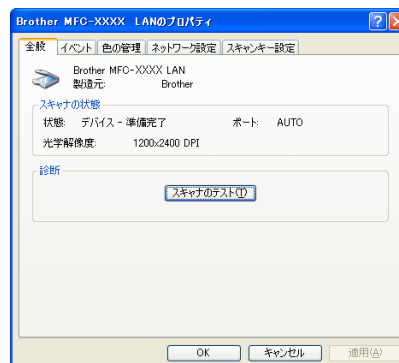 Brother MFC-XXXX LANのプロパティ
全般 イベント 色の管理 ネットワーク設定 スキャンキー設定
Brother MFC-XXXX LAN
製造元: Brother
スキャナの状態
状態: デバイス - 準備完了 ポート: AUTO
光学解像度: 1200x2400 DPI
診断
スキャナのテスト(T)
OK キャンセル 適用(A)